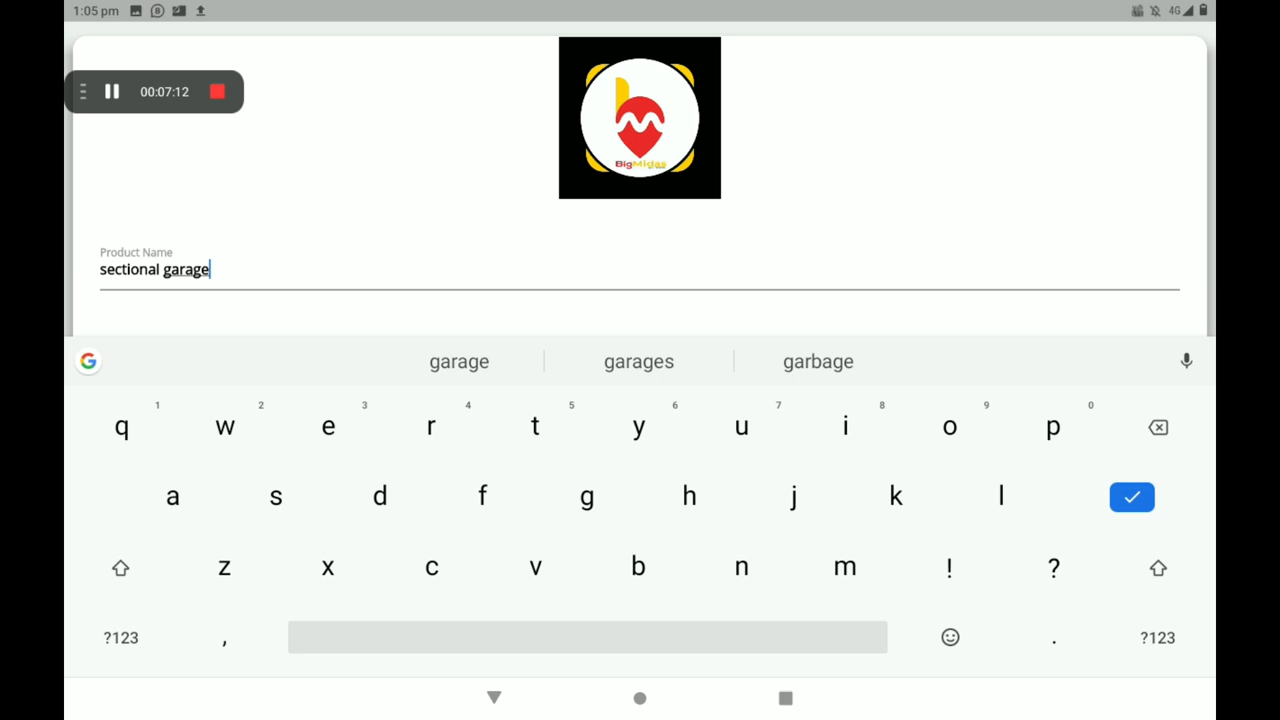 1:05 pm
4G
00:07:12
BigMidas
Product Name
sectional garage
garage garages garbage
1 2 3 4 5 6 7 8 9 0
q w e r t y u i o p
a s d f g h j k l
z x c v b n m ! ?
?123 , . ?123